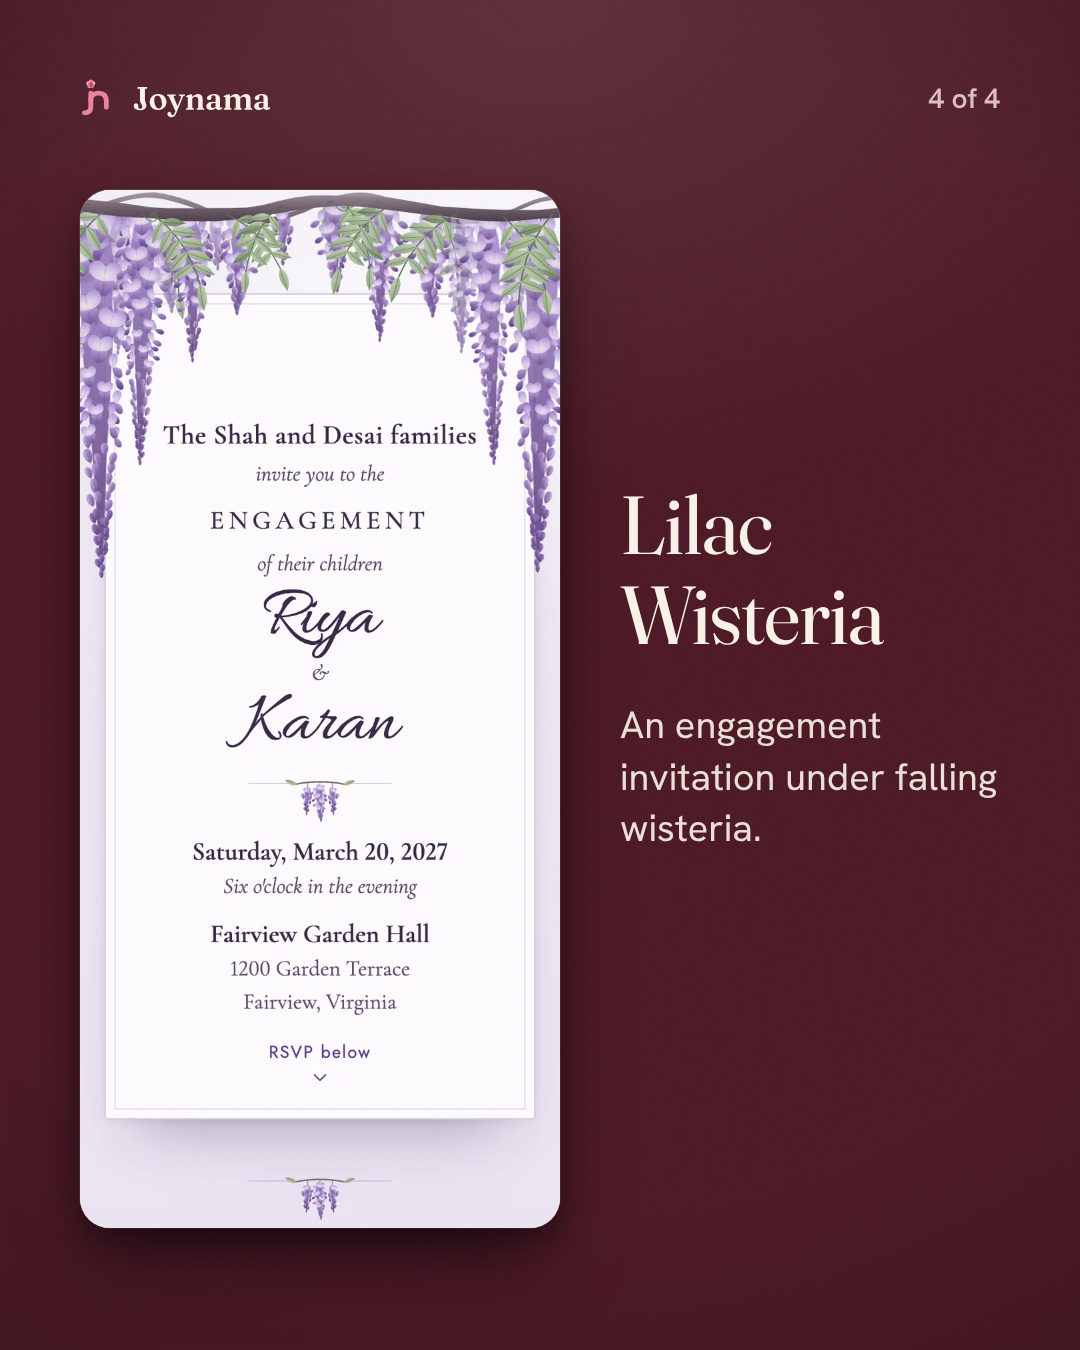 Joynama
4 of 4
The Shah and Desai families
invite you to the
ENGAGEMENT
of their children
Riya
&
Karan
Saturday, March 20, 2027
Six o'clock in the evening
Fairview Garden Hall
1200 Garden Terrace
Fairview, Virginia
RSVP below
Lilac
Wisteria
An engagement
invitation under falling
wisteria.